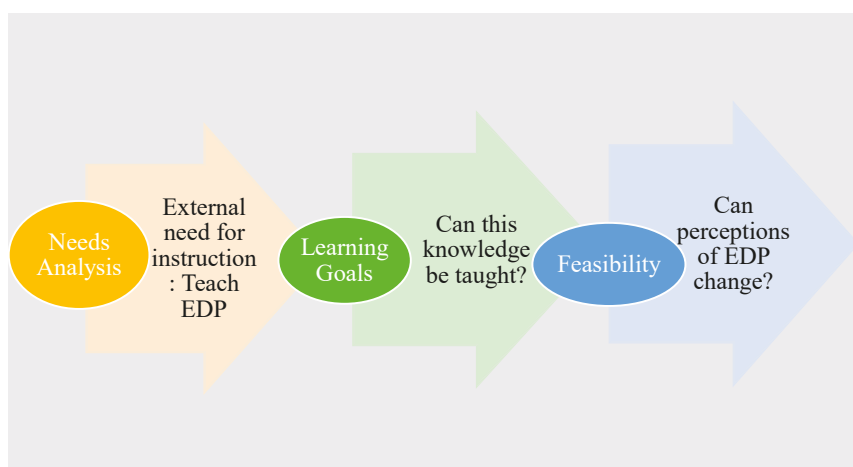 Needs
Analysis
External
need for
instruction
: Teach
EDP
Learning
Goals
Can this
knowledge
be taught?
Feasibility
Can
perceptions
of EDP
change?